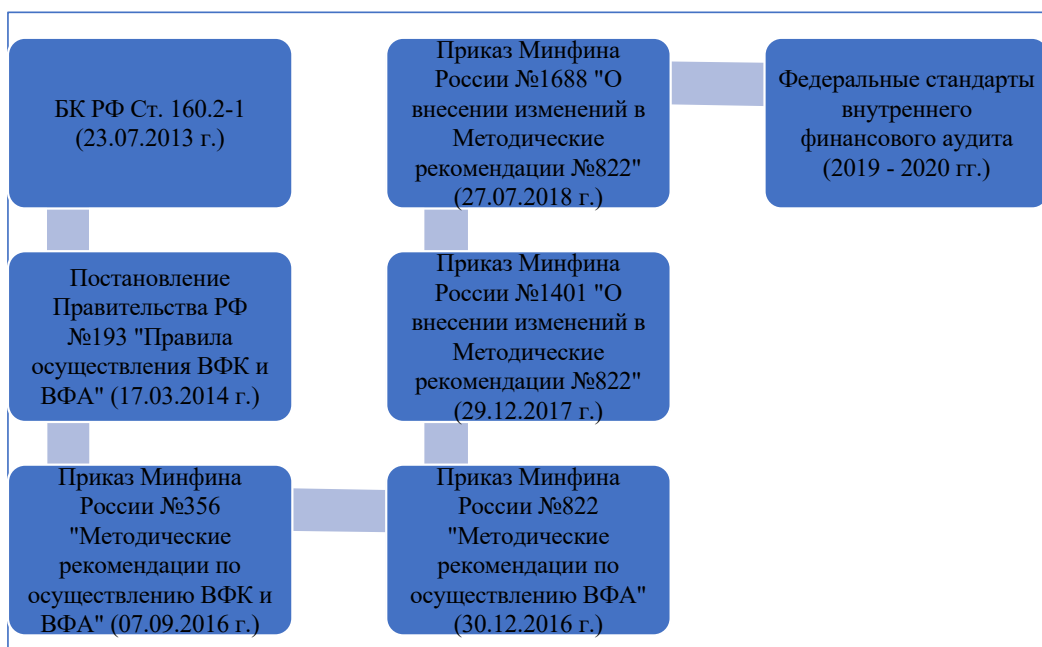 БК РФ Ст. 160.2-1
(23.07.2013 г.)
Постановление
Правительства РФ
№193 "Правила
осуществления ВФК и
ВФА" (17.03.2014 г.)
Приказ Минфина
России №356
"Методические
рекомендации по
осуществлению ВФК и
ВФА" (07.09.2016 г.)
Приказ Минфина
России №822
"Методические
рекомендации по
осуществлению ВФА"
(30.12.2016 г.)
Приказ Минфина
России №1401 "О
внесении изменений в
Методические
рекомендации №822"
(29.12.2017 г.)
Приказ Минфина
России №1688 "О
внесении изменений в
Методические
рекомендации №822"
(27.07.2018 г.)
Федеральные стандарты
внутреннего
финансового аудита
(2019 - 2020 гг.)